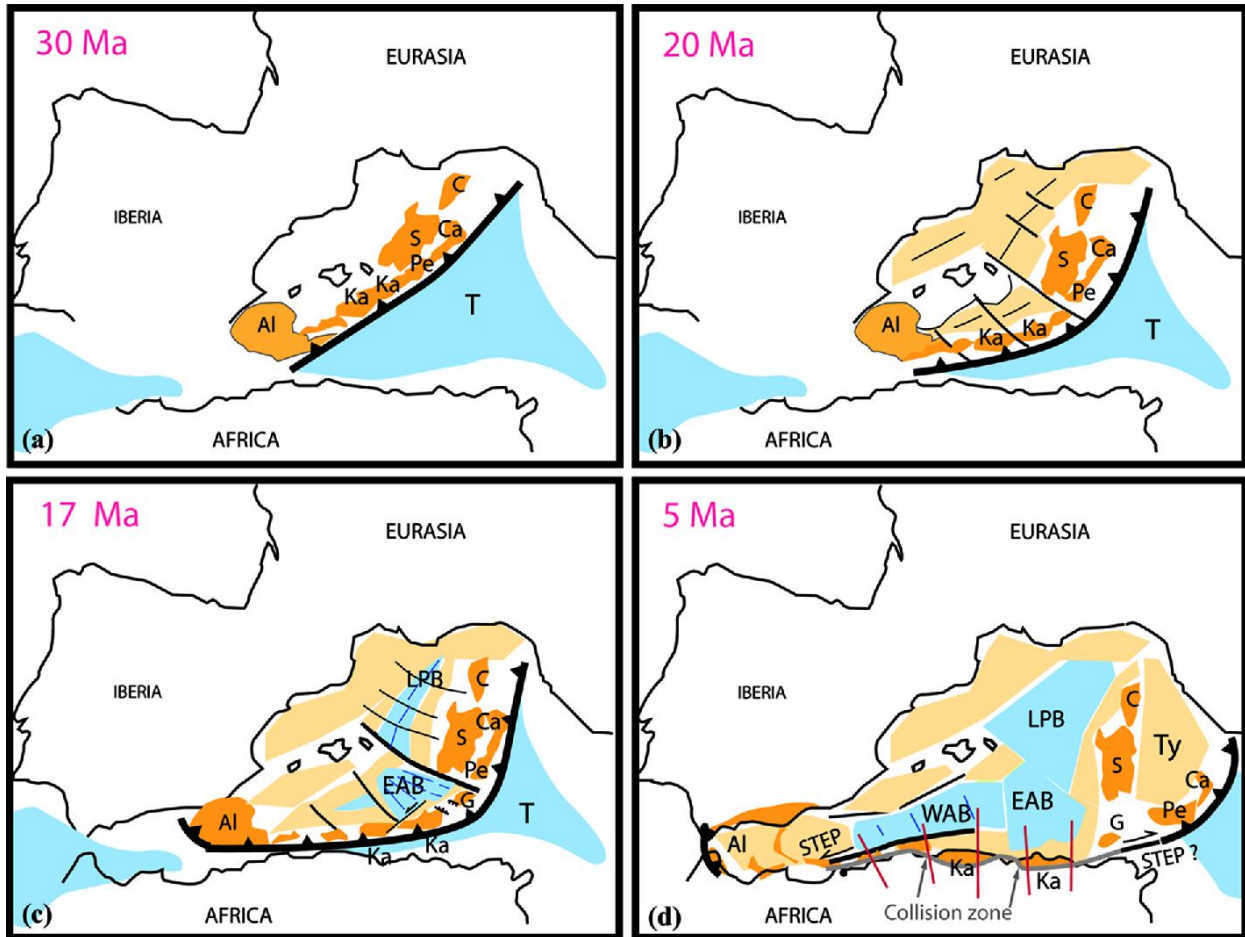 30 Ma
EURASIA
IBERIA
C
S
Ca
Pe
Ka
Ka
Al
T
AFRICA
(a)
20 Ma
EURASIA
IBERIA
C
S
Ca
Pe
Ka
Ka
Al
T
AFRICA
(b)
17 Ma
EURASIA
IBERIA
LPB
C
Ca
S
Pe
EAB
G
Al
T
Ka
Ka
AFRICA
(c)
5 Ma
EURASIA
IBERIA
C
LPB
Ty
S
Ca
EAB
WAB
Pe
G
Al
STEP
STEP ?
Ka
Ka
Collision zone
AFRICA
(d)